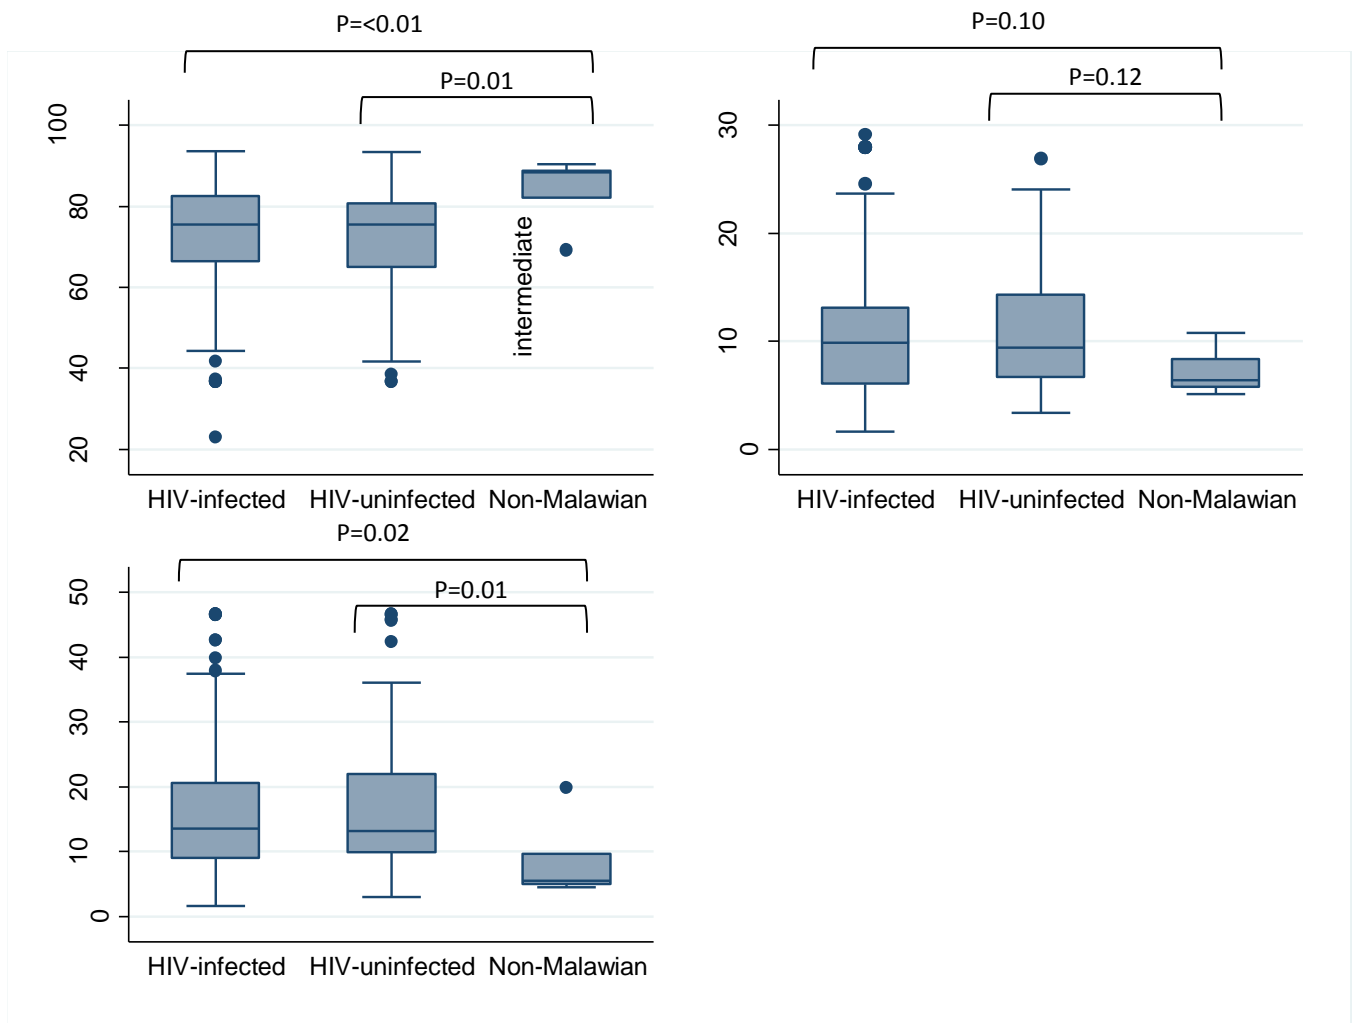 P=<0.01
P=0.01
100
80
60
40
20
intermediate
HIV-infected HIV-uninfected Non-Malawian
P=0.10
P=0.12
30
20
10
0
HIV-infected HIV-uninfected Non-Malawian
P=0.02
P=0.01
50
40
30
20
10
0
HIV-infected HIV-uninfected Non-Malawian